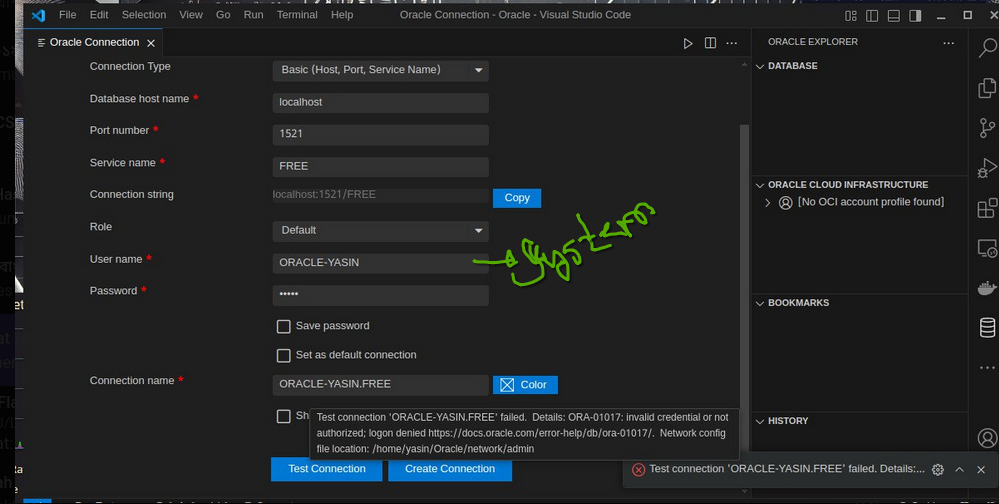 File Edit Selection View Go Run Terminal Help Oracle Connection - Oracle - Visual Studio Code
Oracle Connection
ORACLE EXPLORER
Connection Type Basic (Host, Port, Service Name)
DATABASE
Database host name * localhost
Port number * 1521
Service name * FREE
Connection string localhost:1521/FREE Copy
ORACLE CLOUD INFRASTRUCTURE
[No OCI account profile found]
Role Default
User name * ORACLE-YASIN
System
Password * •••••
Save password
Set as default connection
BOOKMARKS
Connection name * ORACLE-YASIN.FREE Color
Sh
Test connection 'ORACLE-YASIN.FREE' failed. Details: ORA-01017: invalid credential or not
authorized; logon denied https://docs.oracle.com/error-help/db/ora-01017/. Network config
file location: /home/yasin/Oracle/network/admin
HISTORY
Test Connection Create Connection
Test connection 'ORACLE-YASIN.FREE' failed. Details:...